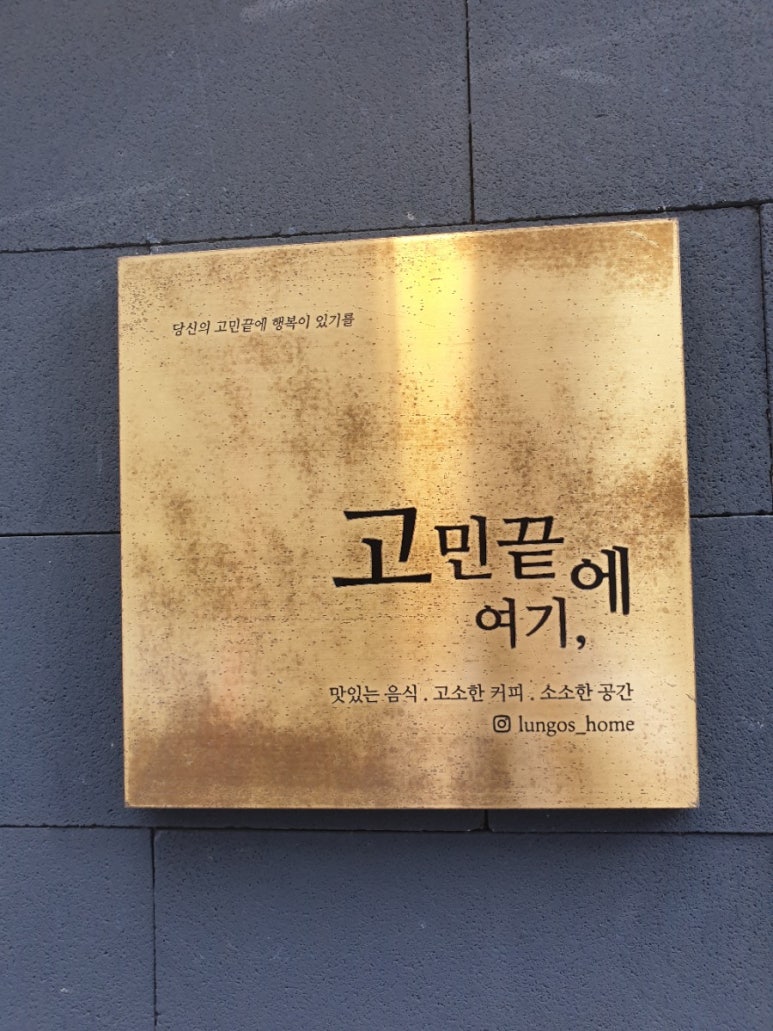 당신의 고민끝에 행복이 있기를
고민끝에
여기,
맛있는 음식 . 고소한 커피 . 소소한 공간
lungos_home